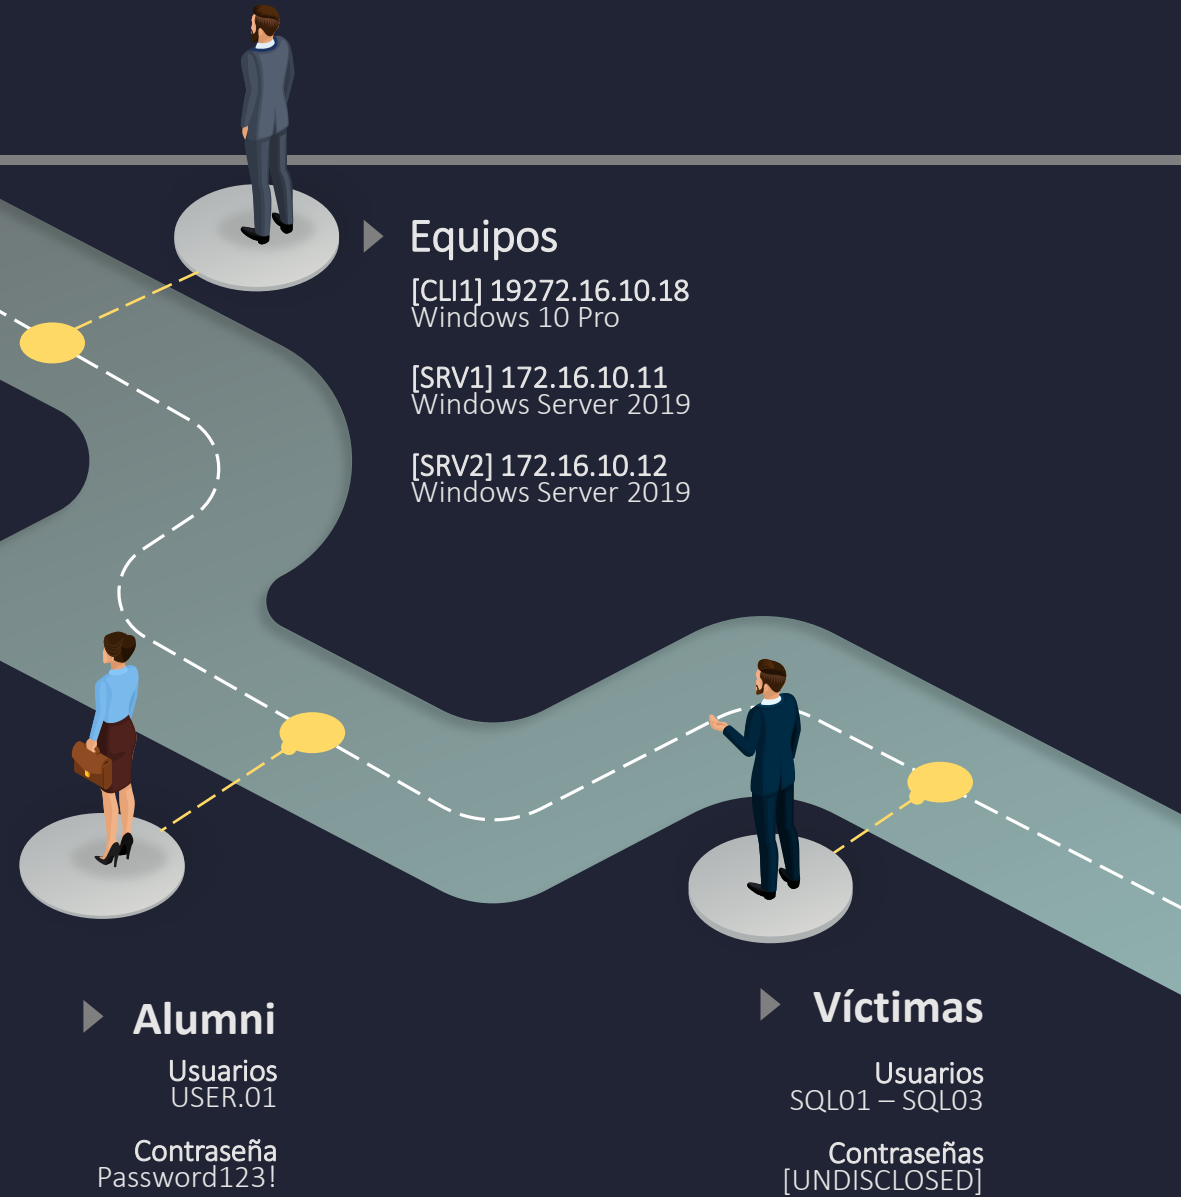 Equipos
[CLI1] 19272.16.10.18
Windows 10 Pro
[SRV1] 172.16.10.11
Windows Server 2019
[SRV2] 172.16.10.12
Windows Server 2019
Alumni
Usuarios
USER.01
Contraseña
Password123!
Víctimas
Usuarios
SQL01 – SQL03
Contraseñas
[UNDISCLOSED]